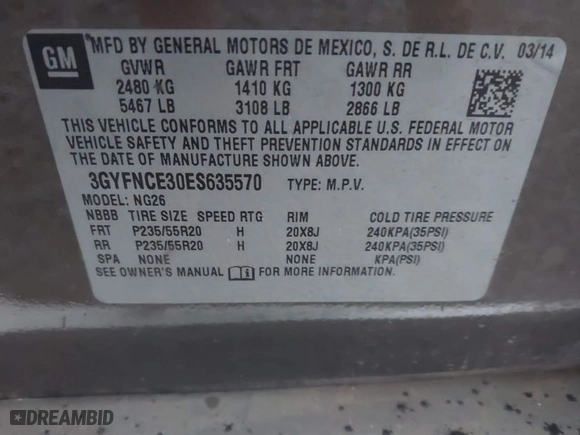 GM
MFD BY GENERAL MOTORS DE MEXICO, S. DE R.L. DE C.V. 03/14
GVWR GAWR FRT GAWR RR
2480 KG 1410 KG 1300 KG
5467 LB 3108 LB 2866 LB
THIS VEHICLE CONFORMS TO ALL APPLICABLE U.S. FEDERAL MOTOR
VEHICLE SAFETY AND THEFT PREVENTION STANDARDS IN EFFECT ON
THE DATE OF MANUFACTURE SHOWN ABOVE.
3GYFNCE30ES635570 TYPE: M.P.V.
MODEL: NG26
NBBB TIRE SIZE SPEED RTG RIM COLD TIRE PRESSURE
FRT P235/55R20 H 20X8J 240KPA(35PSI)
RR P235/55R20 H 20X8J 240KPA(35PSI)
SPA NONE NONE KPA(PSI)
SEE OWNER'S MANUAL FOR MORE INFORMATION.
DREAMBID